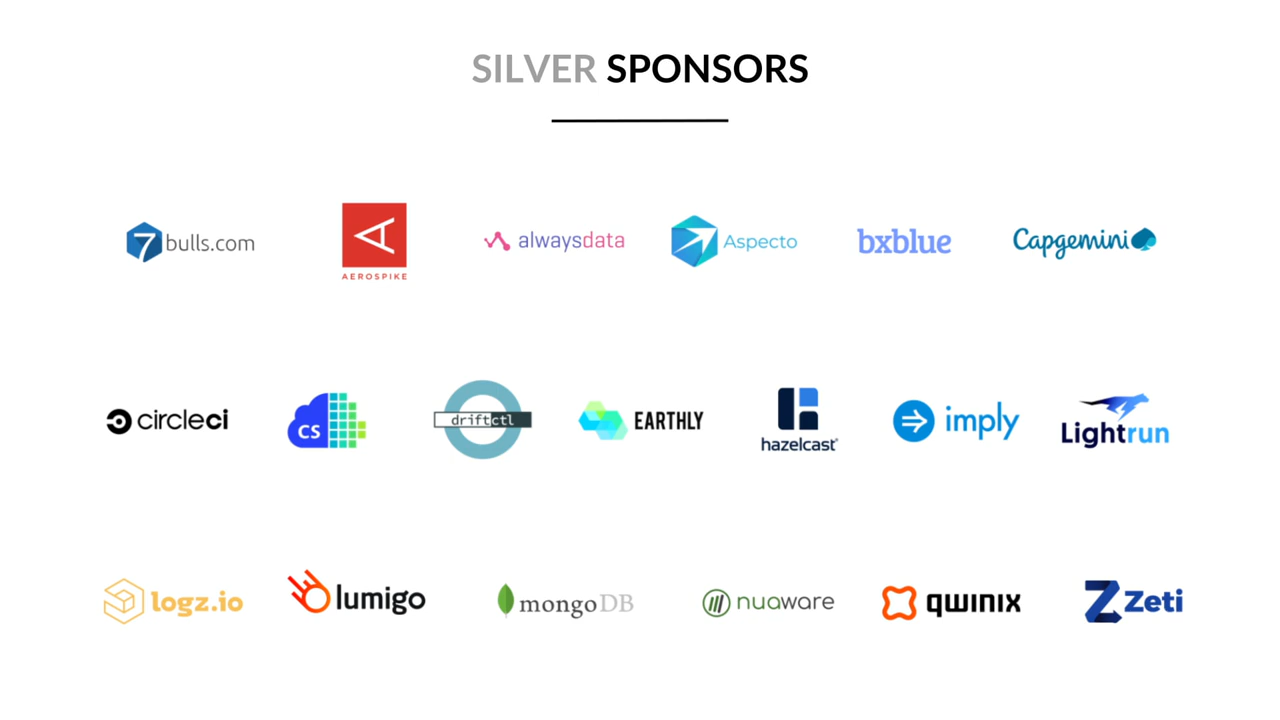 SILVER SPONSORS
7bulls.com
AEROSPIKE
alwaysdata
Aspecto
bxblue
Capgemini
circleci
CS
driftctl
EARTHLY
hazelcast
imply
Lightrun
logz.io
lumigo
mongoDB
nuaware
qwinix
Zeti